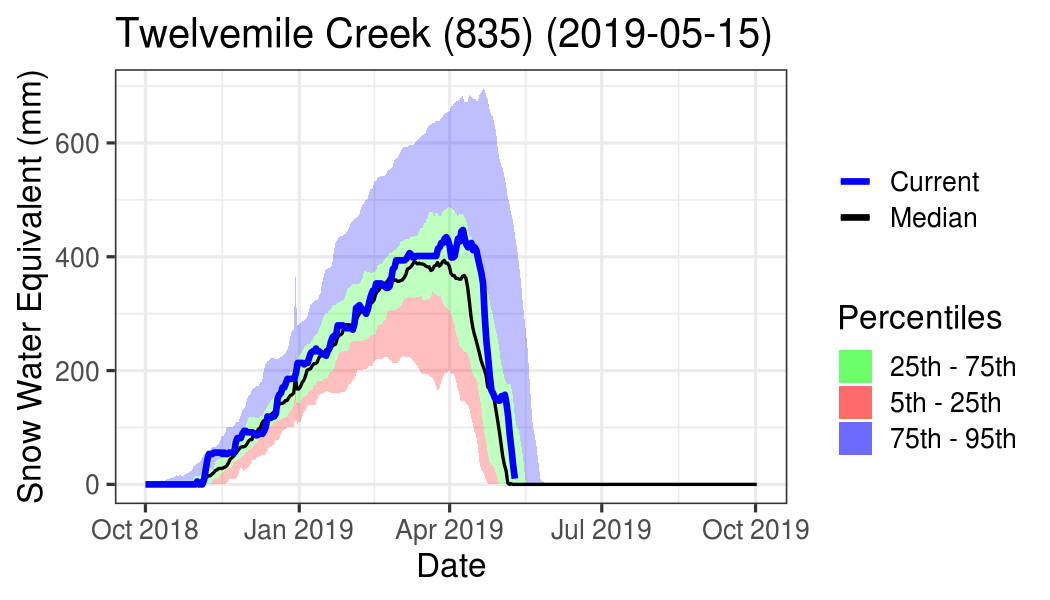 Twelvemile Creek (835) (2019-05-15)
Snow Water Equivalent (mm)
600
400
200
0
Oct 2018
Jan 2019
Apr 2019
Jul 2019
Oct 2019
Date
Current
Median
Percentiles
25th - 75th
5th - 25th
75th - 95th